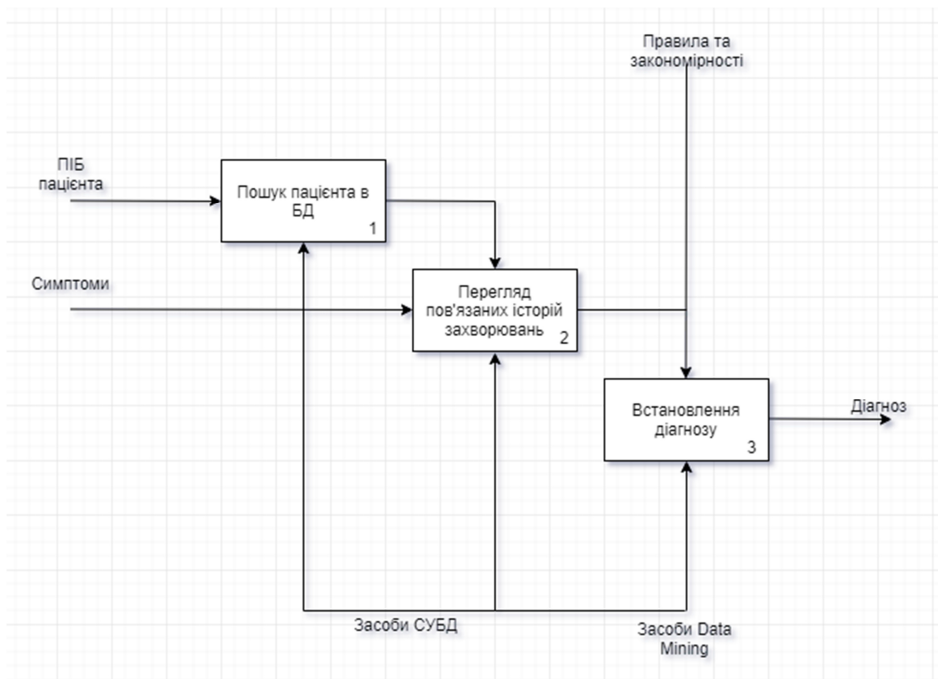 Правила та
закономірності
ПІБ
пацієнта
Пошук пацієнта в
БД
1
Симптоми
Перегляд
пов'язаних історій
захворювань
2
Встановлення
діагнозу
3
Діагноз
Засоби СУБД
Засоби Data
Mining